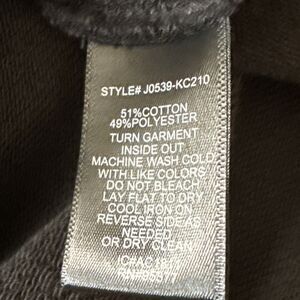 STYLE# J0539-KC210
51%COTTON
49%POLYESTER
TURN GARMENT
INSIDE OUT
MACHINE WASH COLD
WITH LIKE COLORS
DO NOT BLEACH
LAY FLAT TO DRY
COOL IRON ON
REVERSE SIDE AS
NEEDED
OR DRY CLEAN